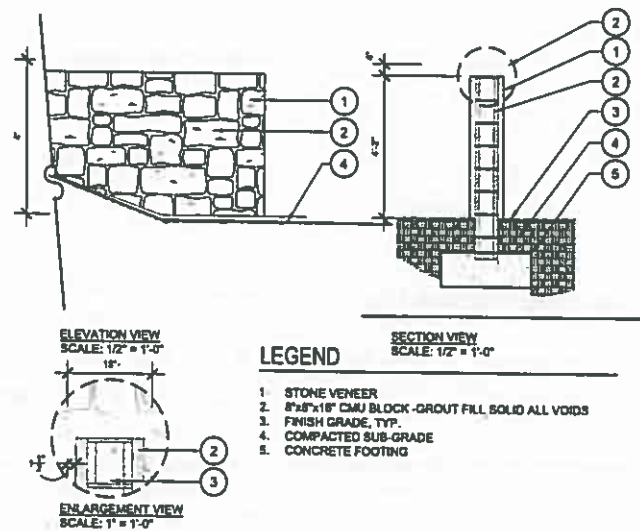 2
1
2
3
4
5
1
2
4
4'-2"
ELEVATION VIEW
SCALE: 1/2" = 1'-0"
SECTION VIEW
SCALE: 1/2" = 1'-0"
LEGEND
1. STONE VENEER
2. 8"x8"x16" CMU BLOCK -GROUT FILL SOLID ALL VOIDS
3. FINISH GRADE, TYP.
4. COMPACTED SUB-GRADE
5. CONCRETE FOOTING
2
3
ENLARGEMENT VIEW
SCALE: 1" = 1'-0"